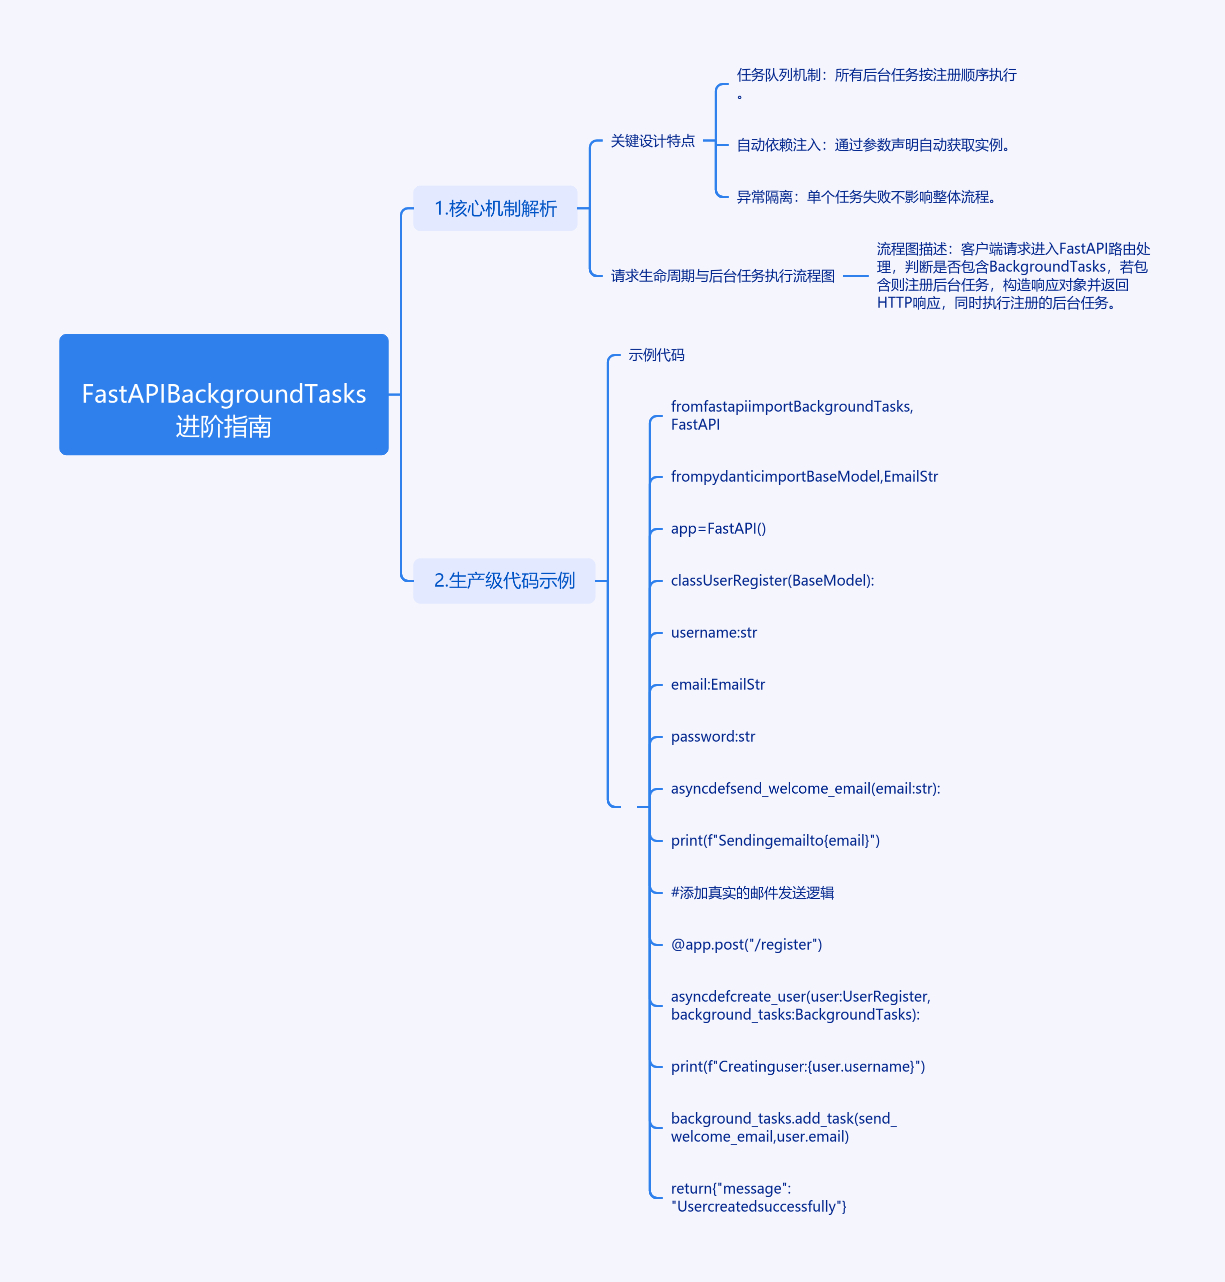 FastAPIBackgroundTasks
进阶指南
1.核心机制解析
关键设计特点
任务队列机制：所有后台任务按注册顺序执行
。
自动依赖注入：通过参数声明自动获取实例。
异常隔离：单个任务失败不影响整体流程。
请求生命周期与后台任务执行流程图
流程图描述：客户端请求进入FastAPI路由处
理，判断是否包含BackgroundTasks，若包
含则注册后台任务，构造响应对象并返回
HTTP响应，同时执行注册的后台任务。
2.生产级代码示例
示例代码
fromfastapiimportBackgroundTasks,
FastAPI
frompydanticimportBaseModel,EmailStr
app=FastAPI()
classUserRegister(BaseModel):
username:str
email:EmailStr
password:str
asyncdefsend_welcome_email(email:str):
print(f"Sendingemailto{email}")
#添加真实的邮件发送逻辑
@app.post("/register")
asyncdefcreate_user(user:UserRegister,
background_tasks:BackgroundTasks):
print(f"Creatinguser:{user.username}")
background_tasks.add_task(send_
welcome_email,user.email)
return{"message":
"Usercreatedsuccessfully"}